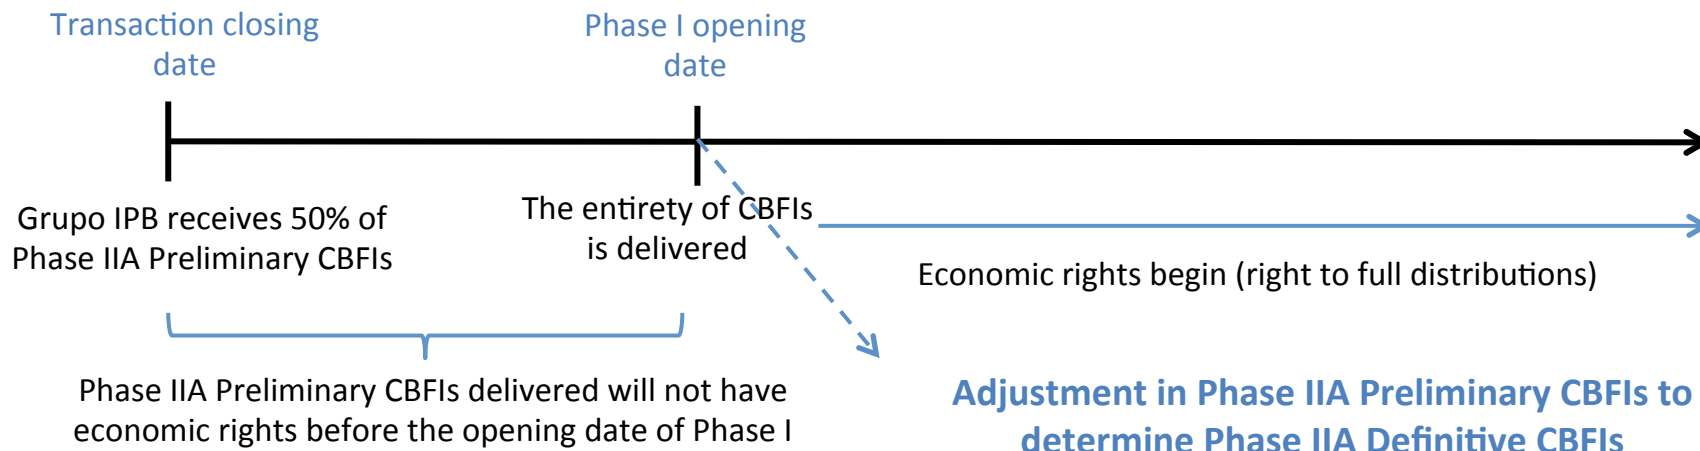 Transaction closing
date
Phase I opening
date
Grupo IPB receives 50% of
Phase IIA Preliminary CBFIs
The entirety of CBFIs
is delivered
Economic rights begin (right to full distributions)
Phase IIA Preliminary CBFIs delivered will not have
economic rights before the opening date of Phase I
Adjustment in Phase IIA Preliminary CBFIs to
determine Phase IIA Definitive CBFIs